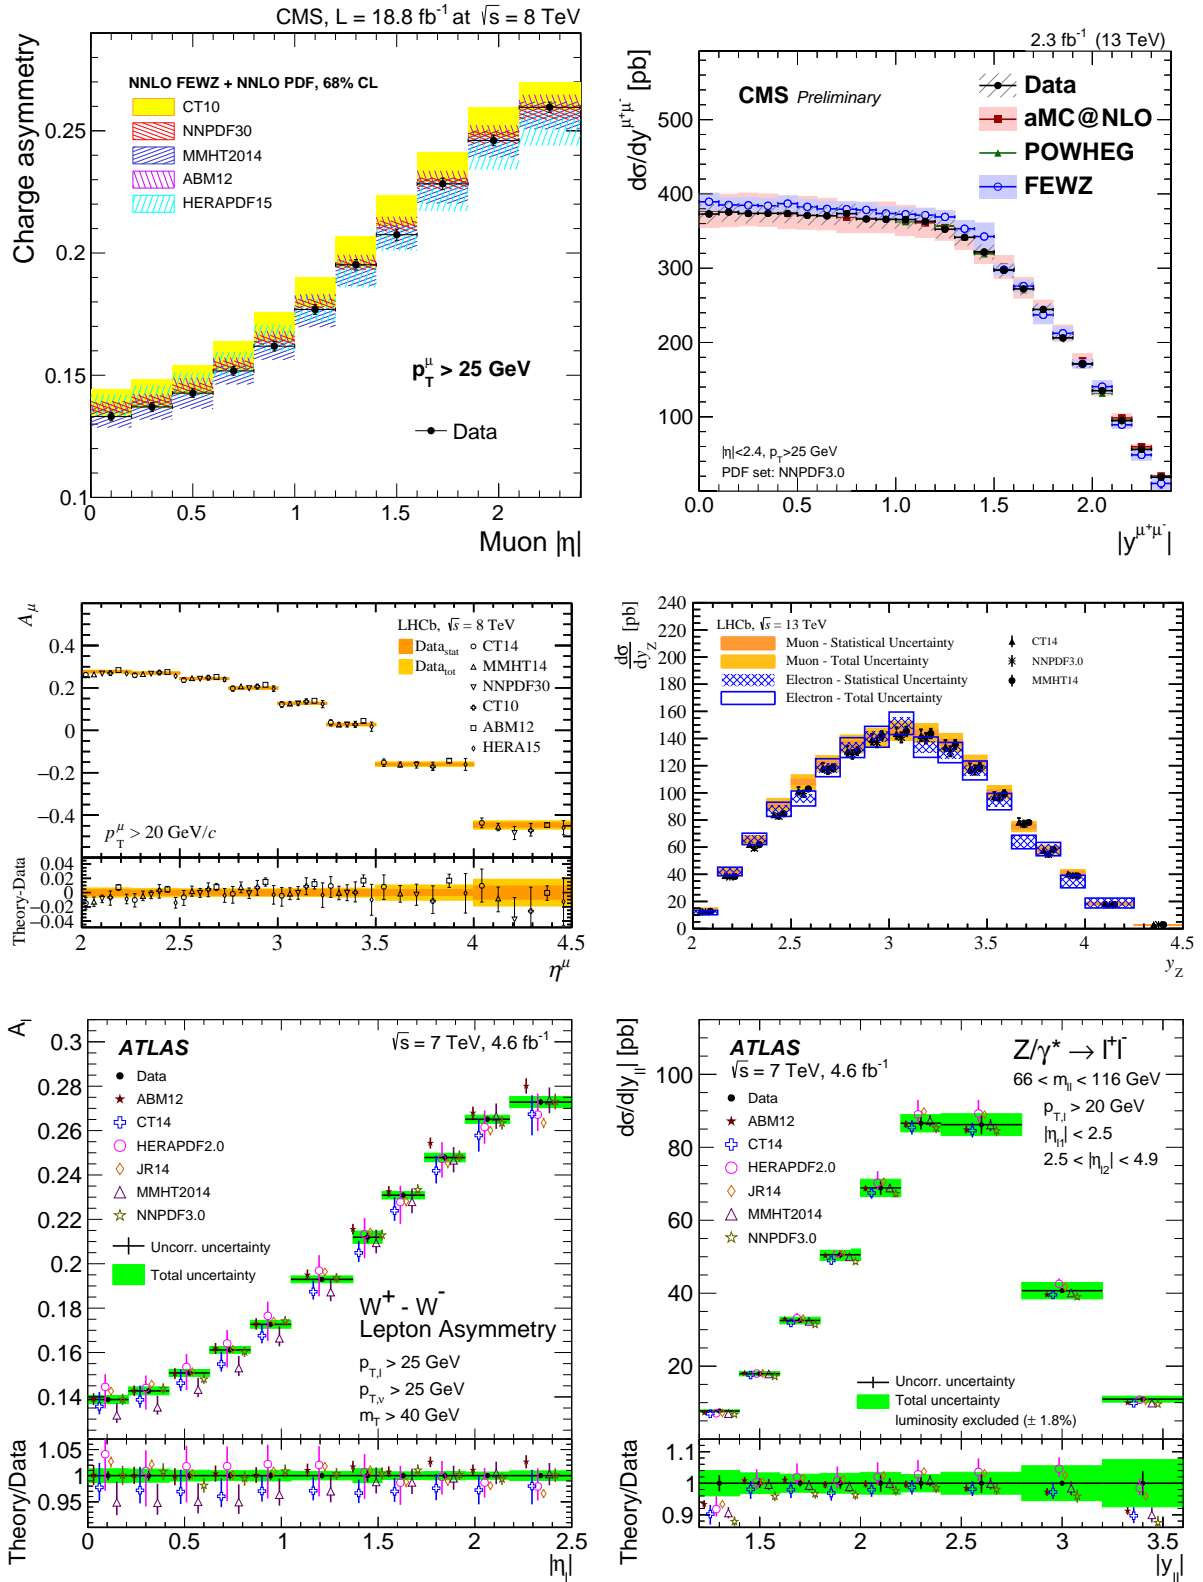 CMS, L = 18.8 fb⁻¹ at √s = 8 TeV
Charge asymmetry
NNLO FEWZ + NNLO PDF, 68% CL
CT10
NNPDF30
MMHT2014
ABM12
HERAPDF15
p_T^μ > 25 GeV
Data
0.25
0.2
0.15
0.1
0 0.5 1 1.5 2
Muon |η|
2.3 fb⁻¹ (13 TeV)
dσ/dy^{μ⁺μ⁻} [pb]
CMS Preliminary
Data
aMC@NLO
POWHEG
FEWZ
500
400
300
200
100
|η|<2.4, p_T>25 GeV
PDF set: NNPDF3.0
0.0 0.5 1.0 1.5 2.0
|y^{μ⁺μ⁻}|
A_μ
LHCb, √s = 8 TeV
Data_stat
Data_tot
CT14
MMHT14
NNPDF30
CT10
ABM12
HERA15
0.4
0.2
0
−0.2
−0.4
p_T^μ > 20 GeV/c
Theory-Data
0.04
0.02
0
−0.02
−0.04
2 2.5 3 3.5 4 4.5
η^μ
dσ/dy_Z [pb]
LHCb, √s = 13 TeV
Muon - Statistical Uncertainty
Muon - Total Uncertainty
Electron - Statistical Uncertainty
Electron - Total Uncertainty
CT14
NNPDF3.0
MMHT14
240
220
200
180
160
140
120
100
80
60
40
20
0
2 2.5 3 3.5 4 4.5
y_Z
A_l
ATLAS
√s = 7 TeV, 4.6 fb⁻¹
Data
ABM12
CT14
HERAPDF2.0
JR14
MMHT2014
NNPDF3.0
Uncorr. uncertainty
Total uncertainty
W⁺ - W⁻
Lepton Asymmetry
p_{T,l} > 25 GeV
p_{T,ν} > 25 GeV
m_T > 40 GeV
0.3
0.28
0.26
0.24
0.22
0.2
0.18
0.16
0.14
Theory/Data
1.05
1
0.95
0 0.5 1 1.5 2 2.5
|η_l|
dσ/d|y_ll| [pb]
ATLAS
√s = 7 TeV, 4.6 fb⁻¹
Data
ABM12
CT14
HERAPDF2.0
JR14
MMHT2014
NNPDF3.0
Z/γ* → l⁺l⁻
66 < m_ll < 116 GeV
p_{T,l} > 20 GeV
|η_l1| < 2.5
2.5 < |η_l2| < 4.9
Uncorr. uncertainty
Total uncertainty
luminosity excluded (± 1.8%)
100
80
60
40
20
Theory/Data
1.1
1
0.9
1.5 2 2.5 3 3.5
|y_ll|